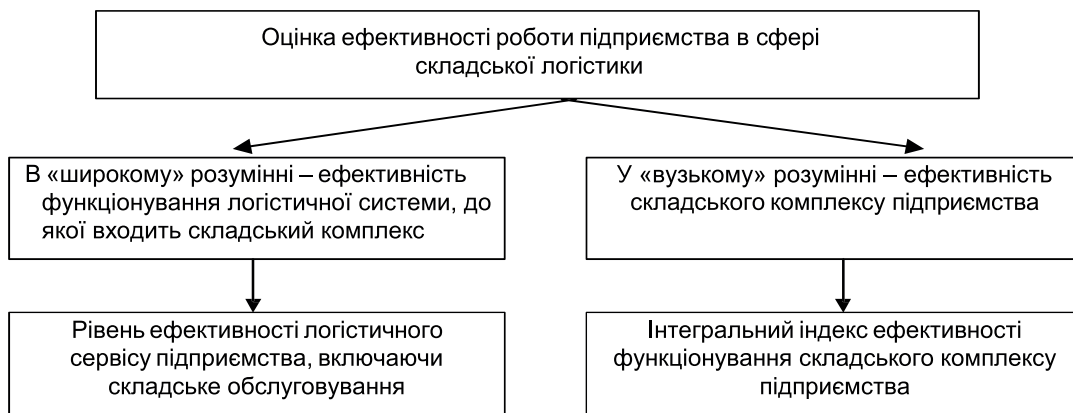 Оцінка ефективності роботи підприємства в сфері
складської логістики
В «широкому» розумінні – ефективність
функціонування логістичної системи, до
якої входить складський комплекс
У «вузькому» розумінні – ефективність
складського комплексу підприємства
Рівень ефективності логістичного
сервісу підприємства, включаючи
складське обслуговування
Інтегральний індекс ефективності
функціонування складського комплексу
підприємства